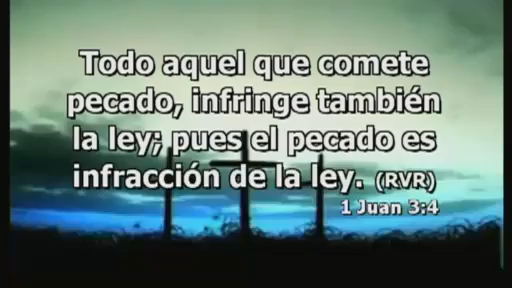 Todo aquel que comete
pecado, infringe también
la ley; pues el pecado es
infracción de la ley. (RVR)
1 Juan 3:4